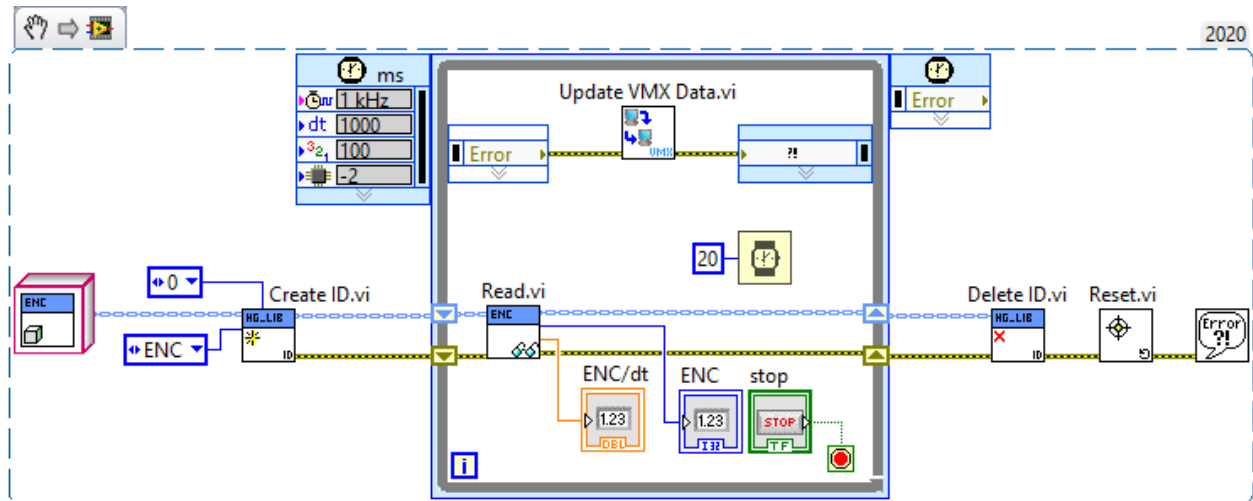 2020
ms
1 kHz
dt 1000
321 100
-2
Error
Update VMX Data.vi
VMX
?!
Error
20
0
ENC
Create ID.vi
HG_LIB
ID
ENC
Read.vi
ENC
Delete ID.vi
HG_LIB
ID
Reset.vi
Error
?!
ENC/dt
1.23
DBL
ENC
1.23
I32
stop
STOP
TF
i